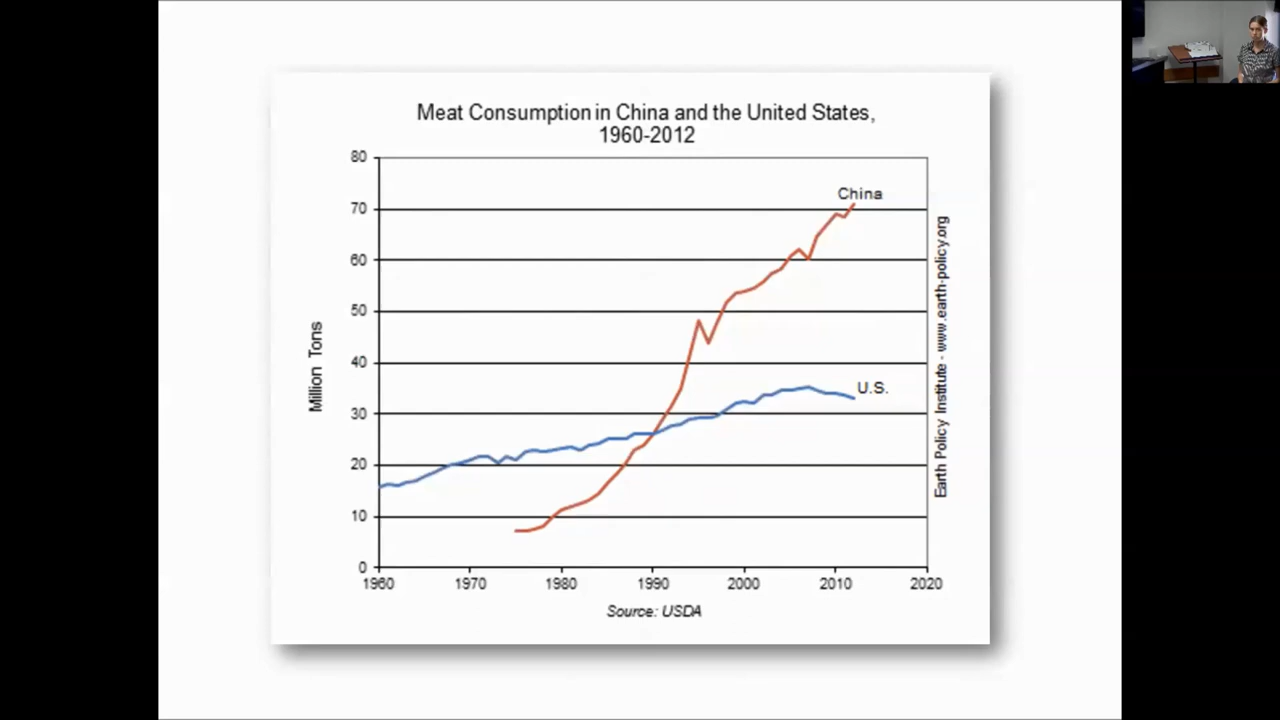 Meat Consumption in China and the United States,
1960-2012
80
70
60
50
40
30
20
10
0
Million Tons
China
U.S.
1960 1970 1980 1990 2000 2010 2020
Source: USDA
Earth Policy Institute - www.earth-policy.org